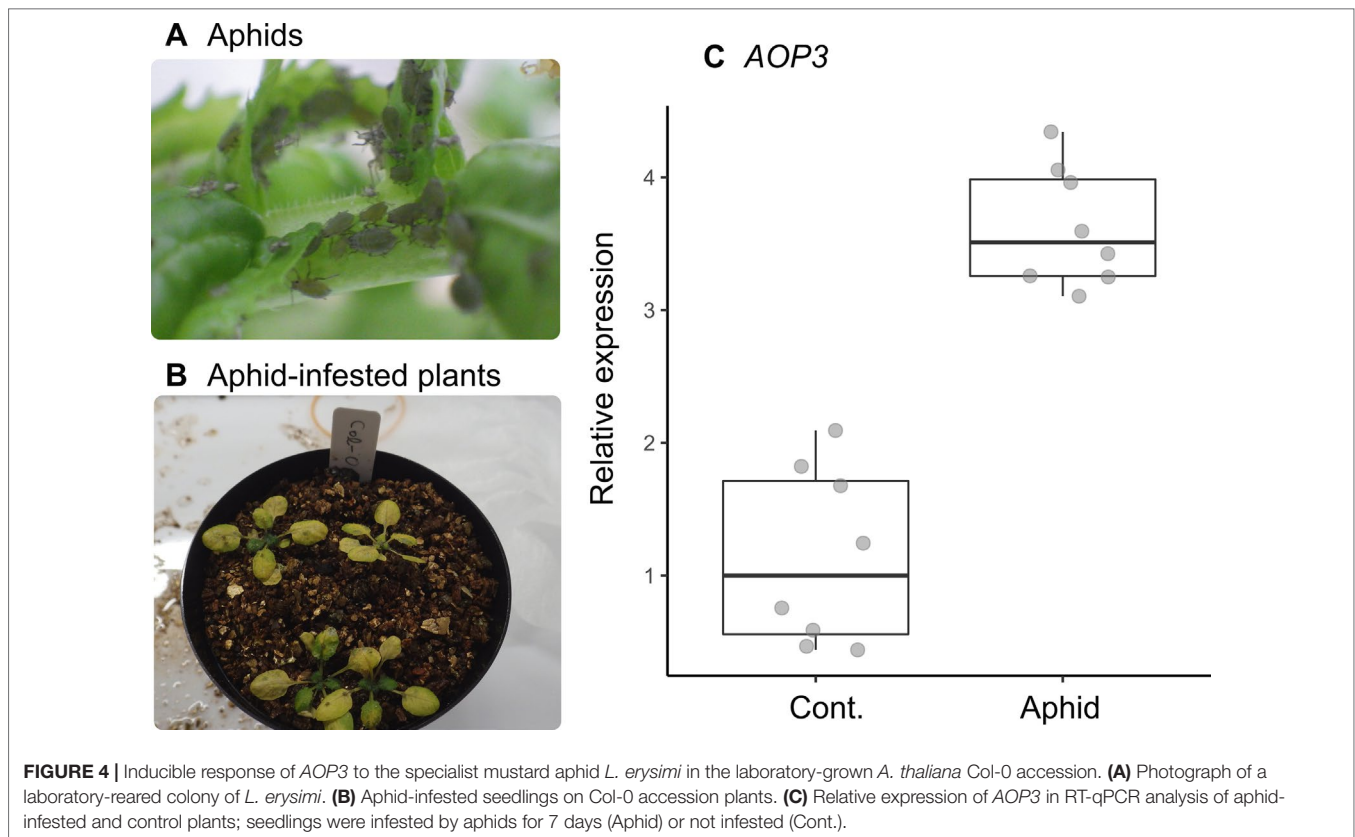 A Aphids
B Aphid-infested plants
Col-0
C AOP3
Relative expression
4
3
2
1
Cont.
Aphid
FIGURE 4 | Inducible response of AOP3 to the specialist mustard aphid L. erysimi in the laboratory-grown A. thaliana Col-0 accession. (A) Photograph of a
laboratory-reared colony of L. erysimi. (B) Aphid-infested seedlings on Col-0 accession plants. (C) Relative expression of AOP3 in RT-qPCR analysis of aphid-
infested and control plants; seedlings were infested by aphids for 7 days (Aphid) or not infested (Cont.).